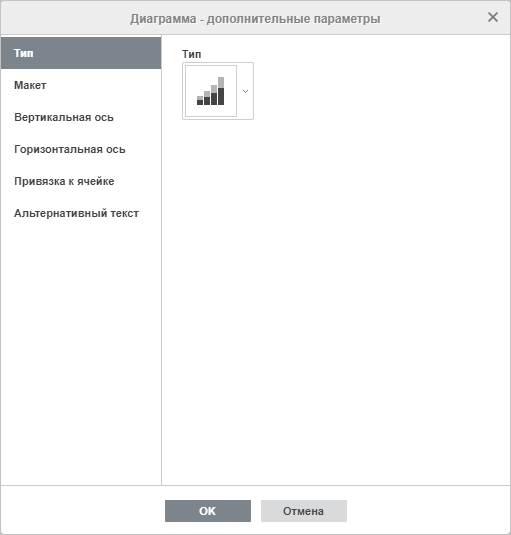 Диаграмма - дополнительные параметры
Тип
Макет
Вертикальная ось
Горизонтальная ось
Привязка к ячейке
Альтернативный текст
Тип
OK
Отмена